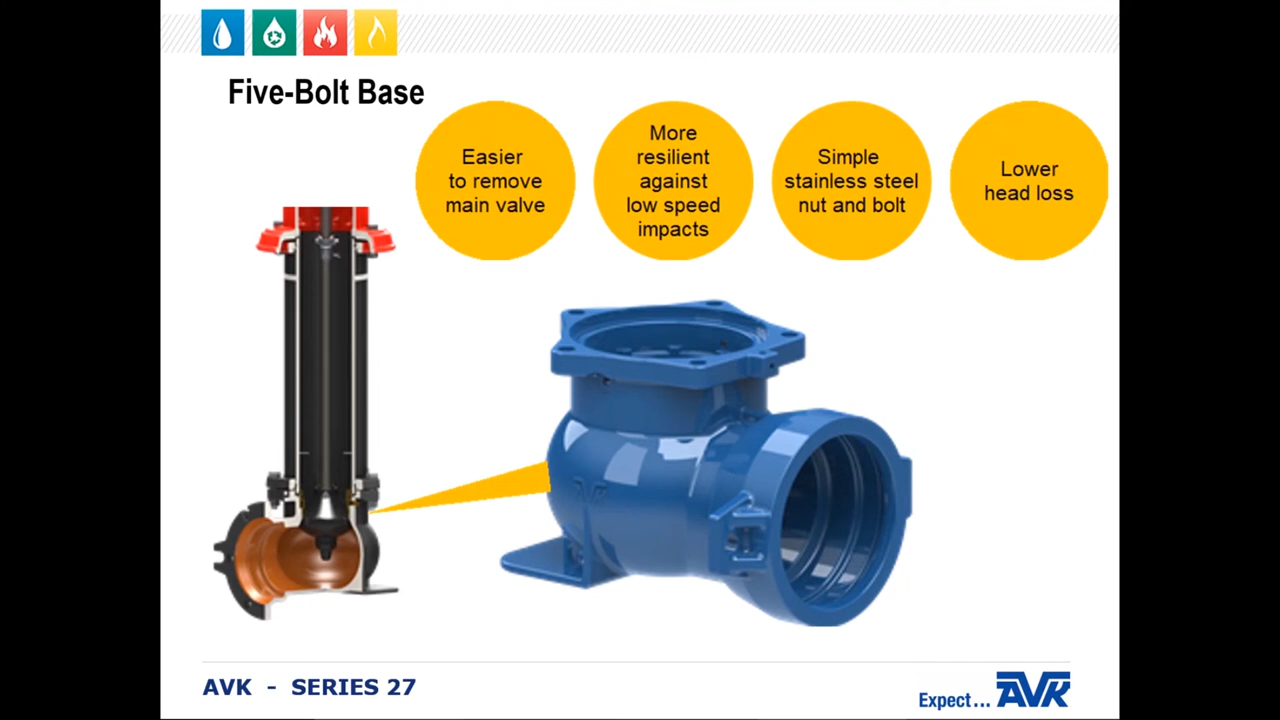 Five-Bolt Base
Easier
to remove
main valve
More
resilient
against
low speed
impacts
Simple
stainless steel
nut and bolt
Lower
head loss
AVK - SERIES 27
Expect... AVK